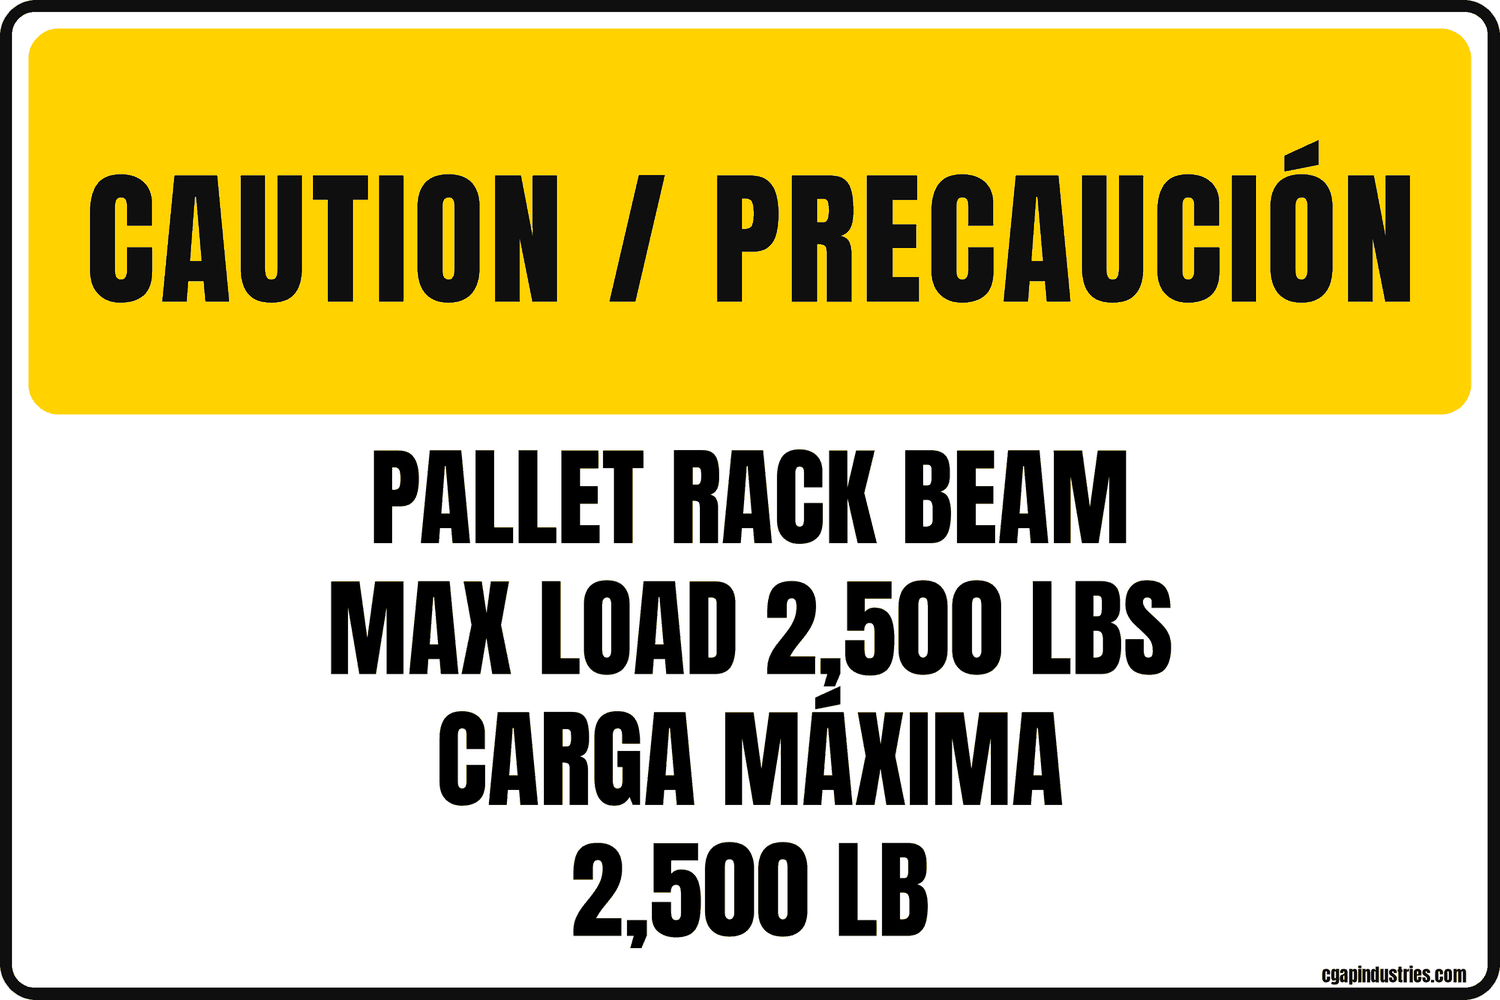 CAUTION / PRECAUCIÓN
PALLET RACK BEAM
MAX LOAD 2,500 LBS
CARGA MÁXIMA
2,500 LB
cgapindustries.com